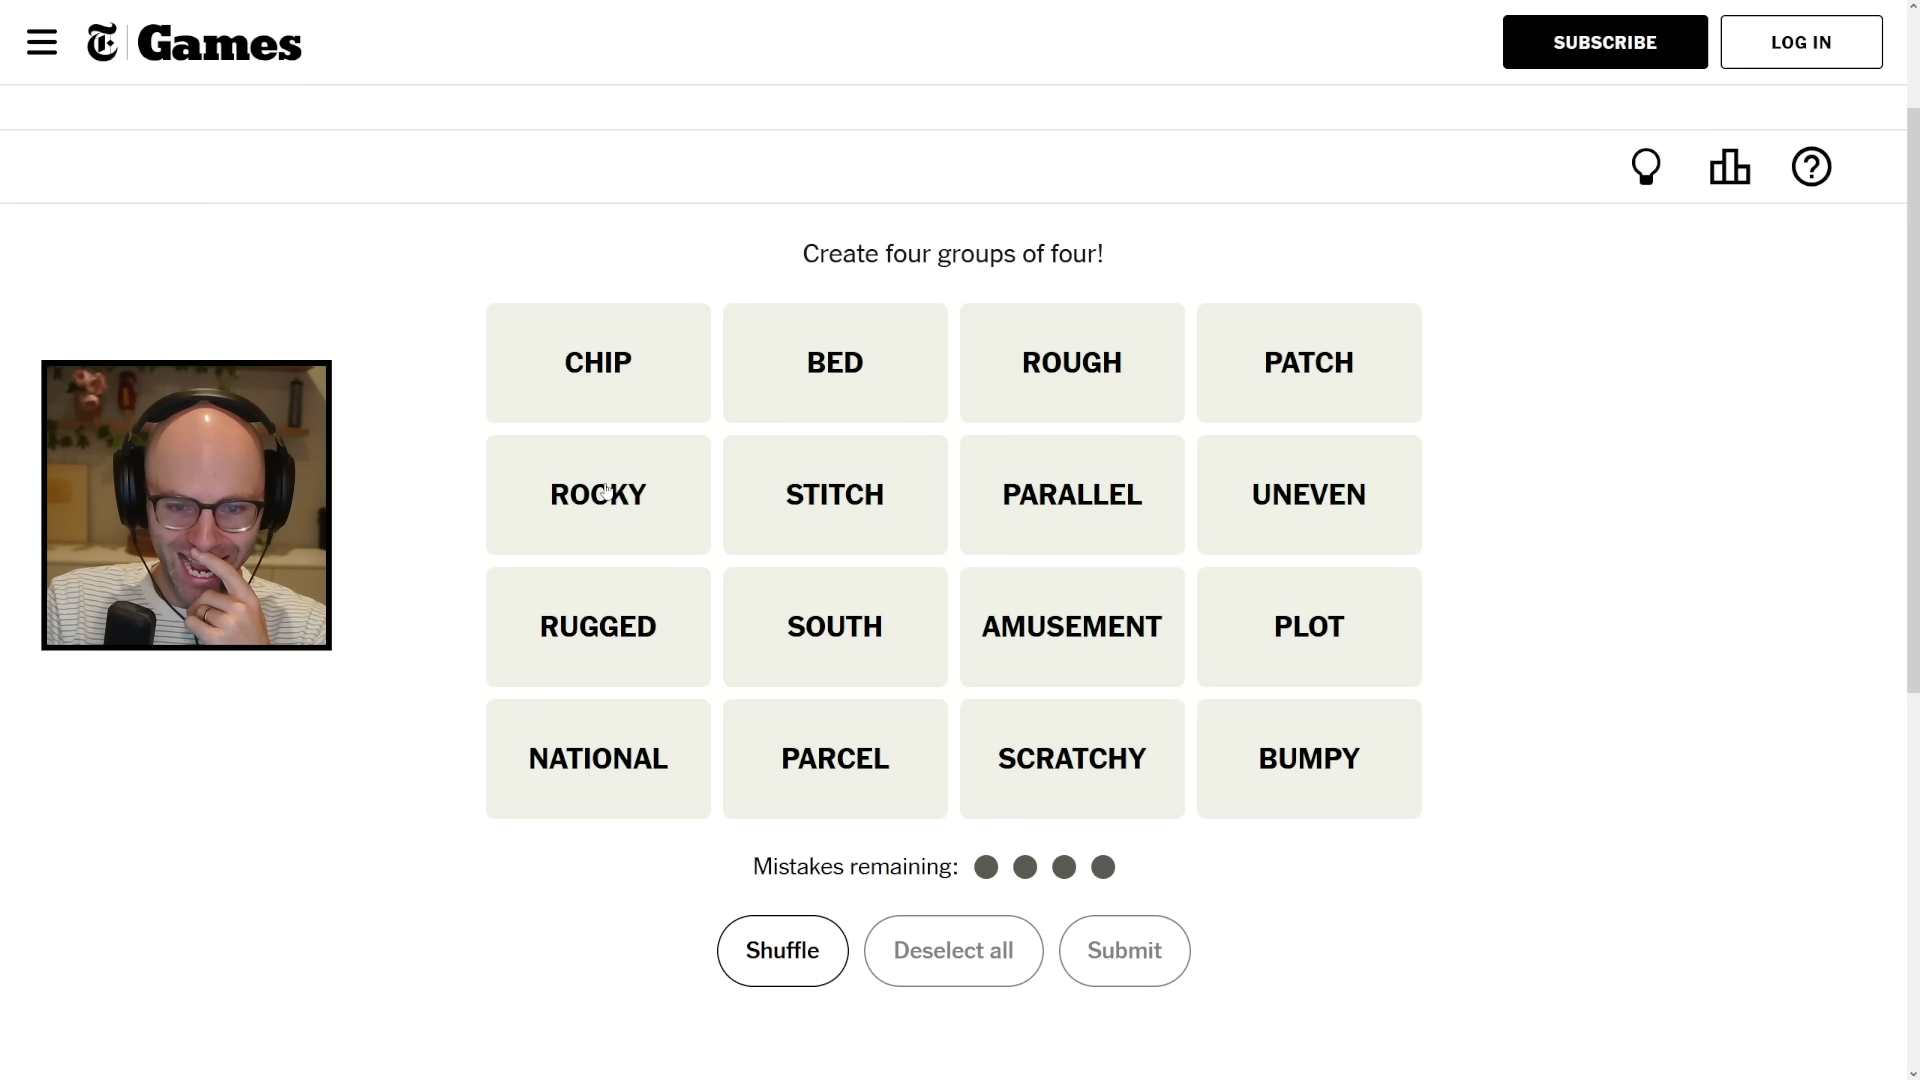 Games
SUBSCRIBE
LOG IN
Create four groups of four!
CHIP BED ROUGH PATCH
ROCKY STITCH PARALLEL UNEVEN
RUGGED SOUTH AMUSEMENT PLOT
NATIONAL PARCEL SCRATCHY BUMPY
Mistakes remaining:
Shuffle Deselect all Submit